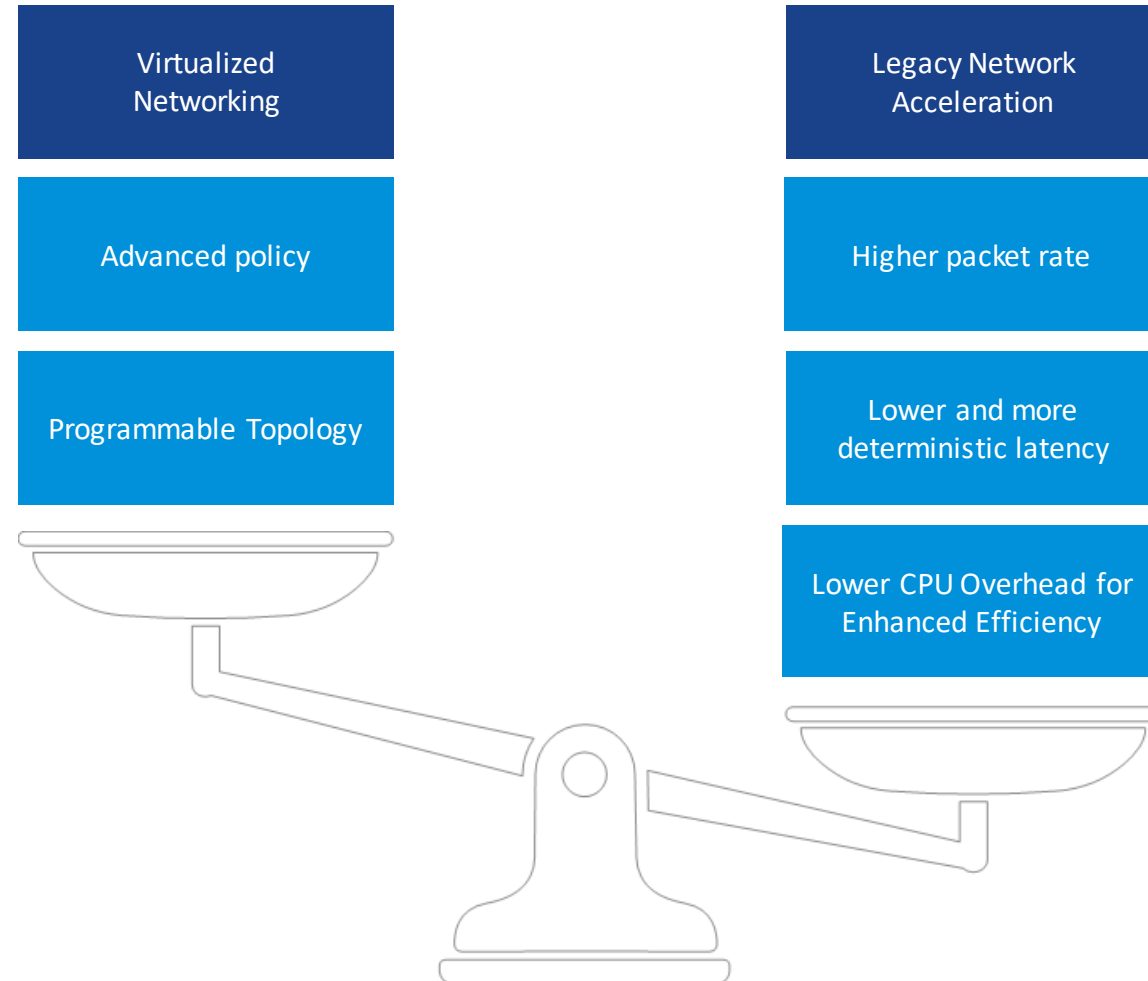 Virtualized
Networking
Advanced policy
Programmable Topology
Legacy Network
Acceleration
Higher packet rate
Lower and more
deterministic latency
Lower CPU Overhead for
Enhanced Efficiency